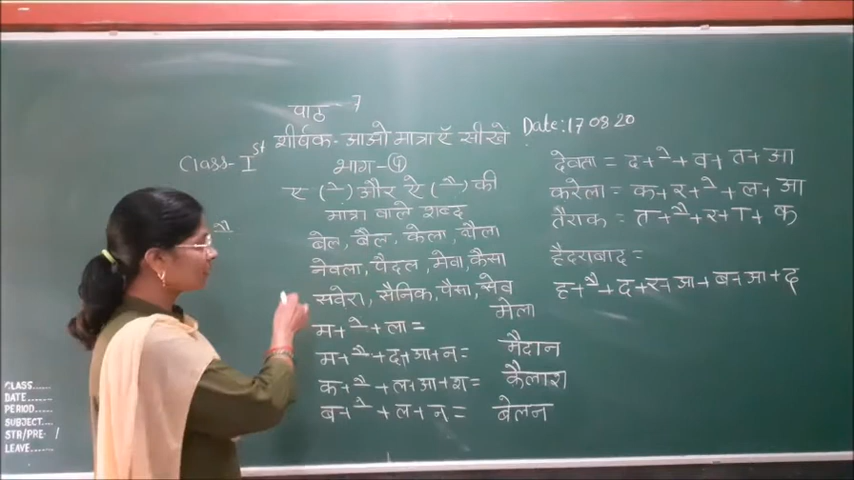 पाठ - 7
Class - Ist शीर्षक - आओ मात्राएँ सीखे Date: 17 08 20
भाग - ५
ए ( े ) और ऐ ( ै ) की
मात्रा वाले शब्द
बेल, बैल, केला, थैला
नेवला, पैदल, मेवा, कैसा
सवेरा, सैनिक, पैसा, सेव
म + े + ला = मेला
म + ै + द + आ + न = मैदान
क + ै + ल + आ + श = कैलाश
ब + े + ल + न = बेलन
देवता = द + े + व + त + आ
करेला = क + र + े + ल + आ
तैराक = त + ै + र + ा + क
हैदराबाद =
ह + ै + द + र + आ + ब + आ + द
CLASS......
DATE......
PERIOD......
SUBJECT......
STR/PRE- /
LEAVE......